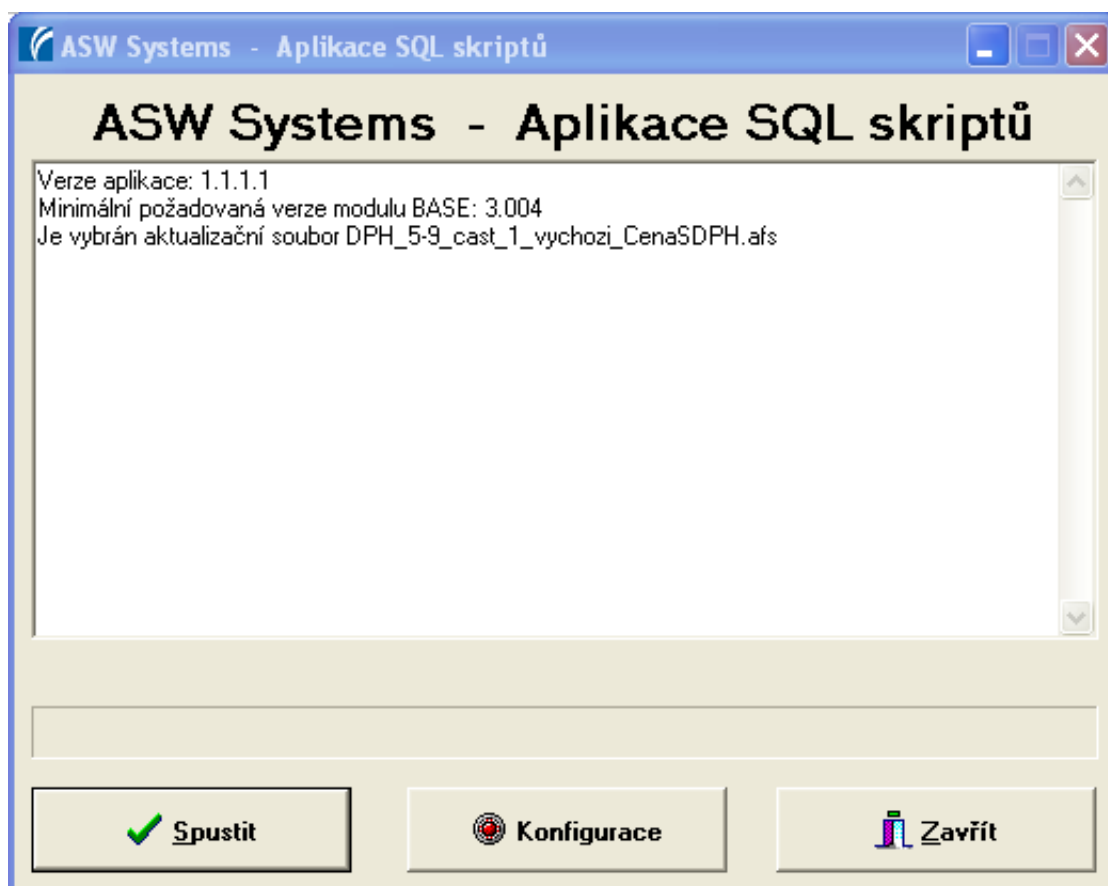 ASW Systems - Aplikace SQL skriptů
ASW Systems - Aplikace SQL skriptů
Verze aplikace: 1.1.1.1
Minimální požadovaná verze modulu BASE: 3.004
Je vybrán aktualizační soubor DPH_5-9_cast_1_vychozi_CenaSDPH.afs
Spustit
Konfigurace
Zavřít